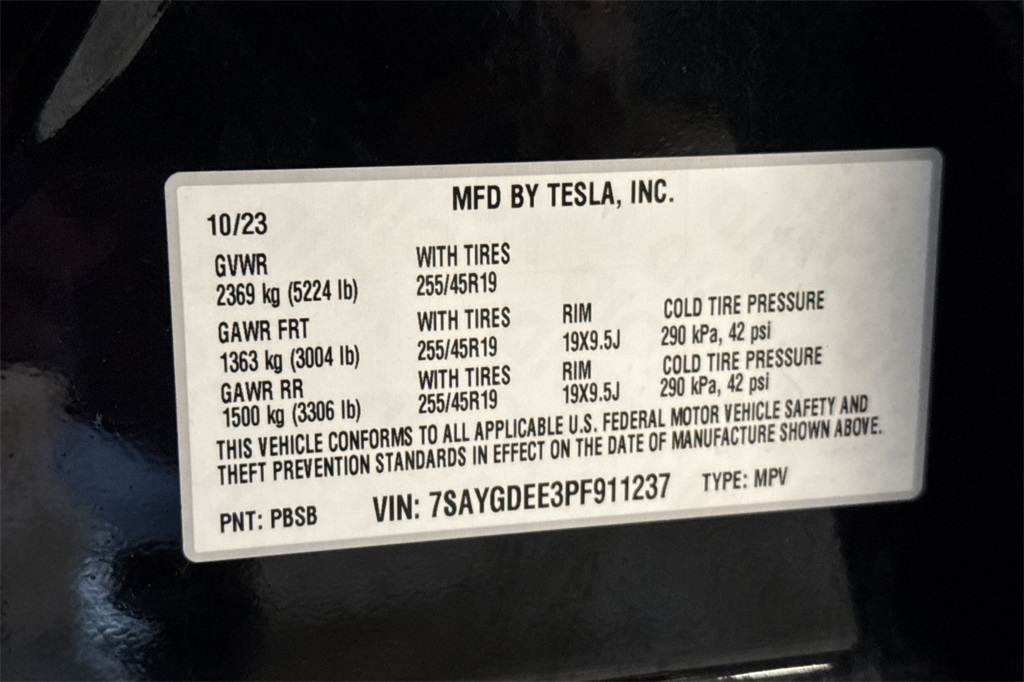 MFD BY TESLA, INC.
10/23
GVWR WITH TIRES
2369 kg (5224 lb) 255/45R19
GAWR FRT WITH TIRES RIM COLD TIRE PRESSURE
1363 kg (3004 lb) 255/45R19 19X9.5J 290 kPa, 42 psi
GAWR RR WITH TIRES RIM COLD TIRE PRESSURE
1500 kg (3306 lb) 255/45R19 19X9.5J 290 kPa, 42 psi
THIS VEHICLE CONFORMS TO ALL APPLICABLE U.S. FEDERAL MOTOR VEHICLE SAFETY AND
THEFT PREVENTION STANDARDS IN EFFECT ON THE DATE OF MANUFACTURE SHOWN ABOVE.
PNT: PBSB VIN: 7SAYGDEE3PF911237 TYPE: MPV